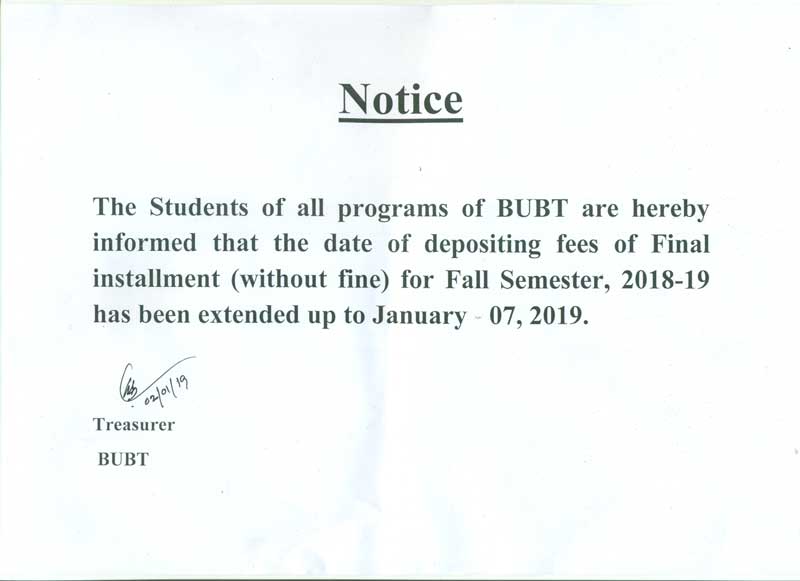 Notice
The Students of all programs of BUBT are hereby
informed that the date of depositing fees of Final
installment (without fine) for Fall Semester, 2018-19
has been extended up to January - 07, 2019.
02/01/19
Treasurer
BUBT